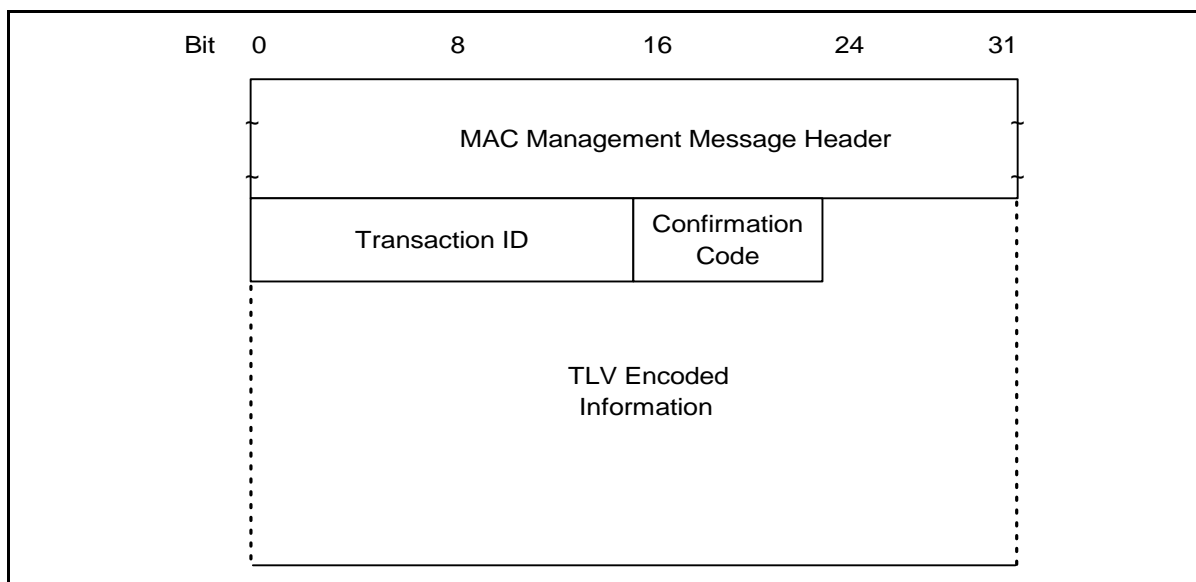 Bit 0 8 16 24 31
MAC Management Message Header
Transaction ID
Confirmation
Code
TLV Encoded
Information